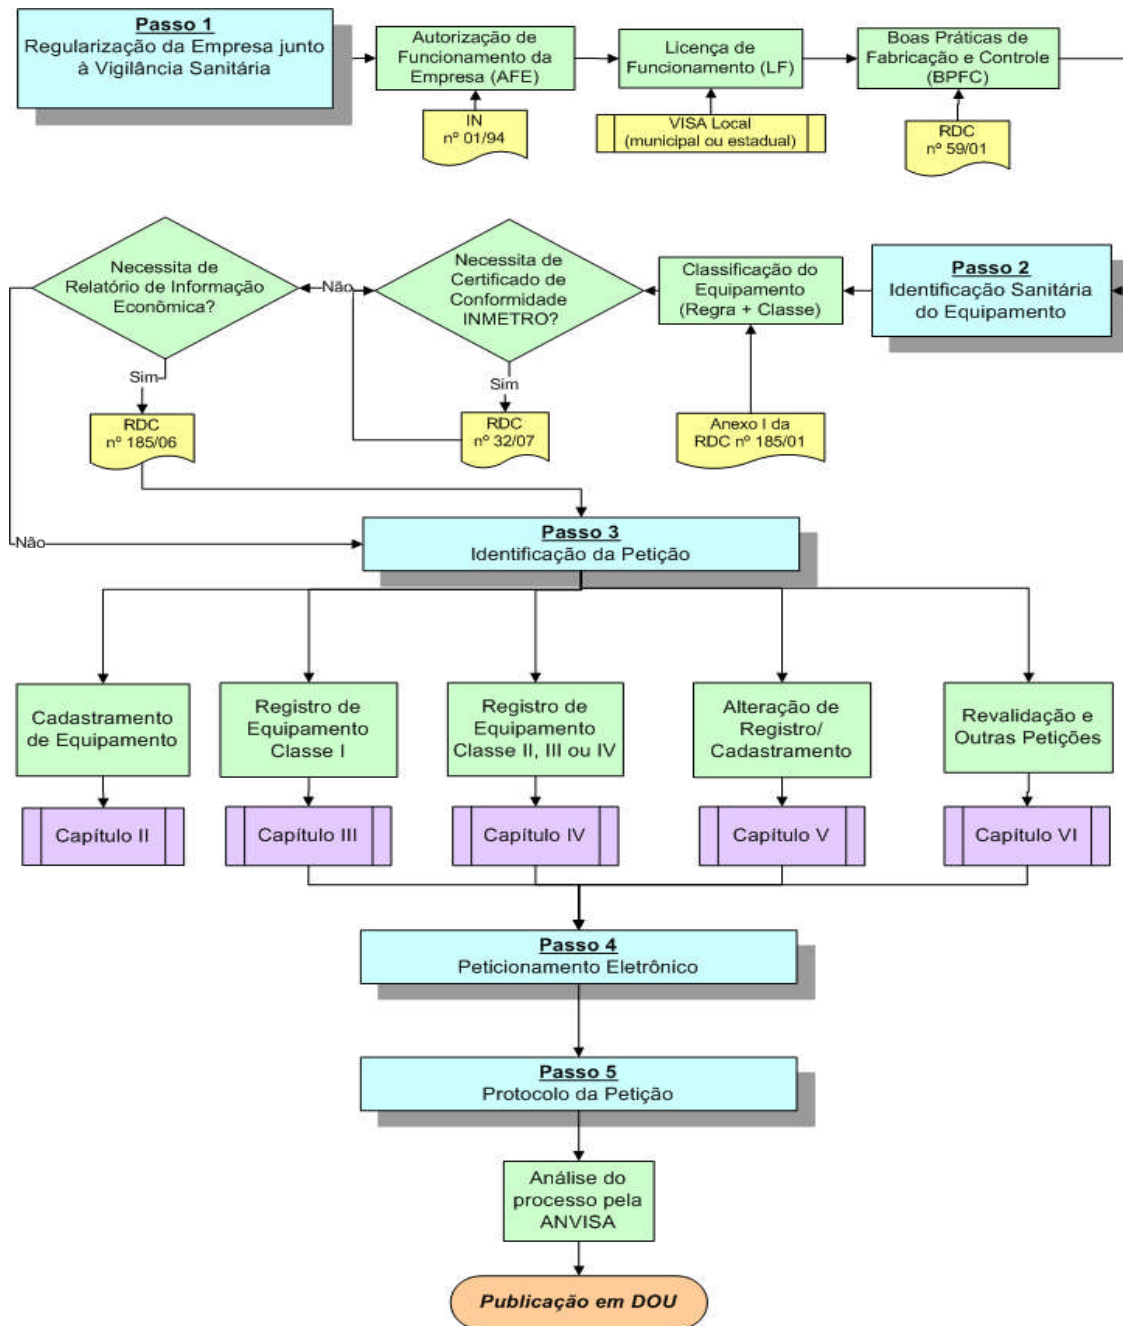 Passo 1
Regularização da Empresa junto
à Vigilância Sanitária
Autorização de
Funcionamento da
Empresa (AFE)
Licença de
Funcionamento (LF)
Boas Práticas de
Fabricação e Controle
(BPFC)
IN
nº 01/94
VISA Local
(municipal ou estadual)
RDC
nº 59/01
Necessita de
Relatório de Informação
Econômica?
Não
Necessita de
Certificado de
Conformidade
INMETRO?
Classificação do
Equipamento
(Regra + Classe)
Passo 2
Identificação Sanitária
do Equipamento
Sim
Sim
RDC
nº 185/06
RDC
nº 32/07
Anexo I da
RDC nº 185/01
Não
Passo 3
Identificação da Petição
Cadastramento
de Equipamento
Registro de
Equipamento
Classe I
Registro de
Equipamento
Classe II, III ou IV
Alteração de
Registro/
Cadastramento
Revalidação e
Outras Petições
Capítulo II
Capítulo III
Capítulo IV
Capítulo V
Capítulo VI
Passo 4
Peticionamento Eletrônico
Passo 5
Protocolo da Petição
Análise do
processo pela
ANVISA
Publicação em DOU